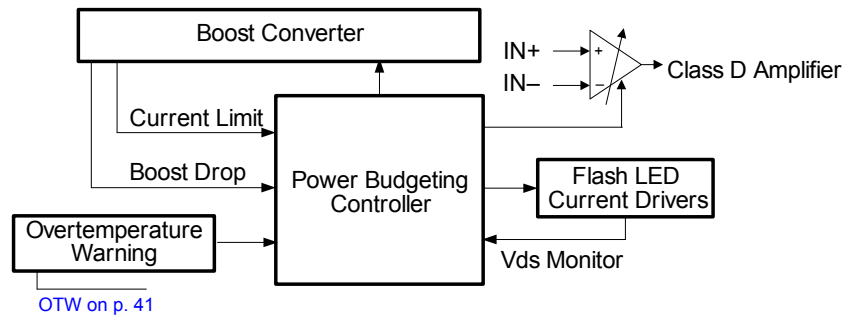 Boost Converter
IN+
+
IN–
–
Class D Amplifier
Current Limit
Boost Drop
Power Budgeting
Controller
Flash LED
Current Drivers
Overtemperature
Warning
Vds Monitor
OTW on p. 41